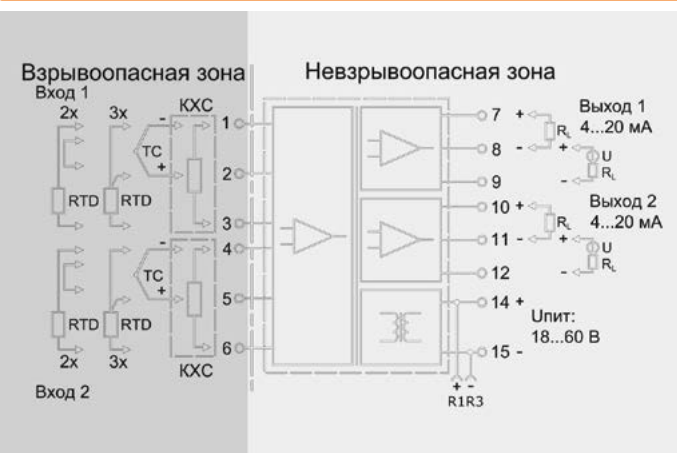 Взрывоопасная зона
Невзрывоопасная зона
Вход 1
2x 3x
КХС
- 
TC
+
RTD RTD
1
2
3
4
5
6
-
TC
+
RTD RTD
2x 3x
КХС
Вход 2
7 +
8 -
9
10 +
11 -
12
14 +
15 -
RL
Выход 1
4...20 мА
+ U
- RL
RL
Выход 2
4...20 мА
+ U
- RL
Uпит:
18...60 В
+ -
R1R3